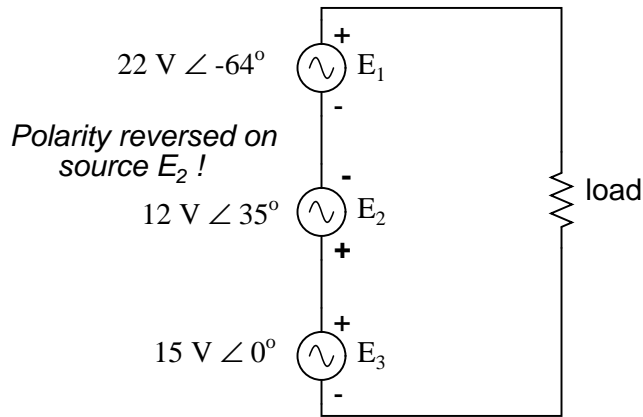 +
22 V ∠ -64° E₁
-
Polarity reversed on
source E₂ !
-
12 V ∠ 35° E₂
load
+
+
15 V ∠ 0° E₃
-